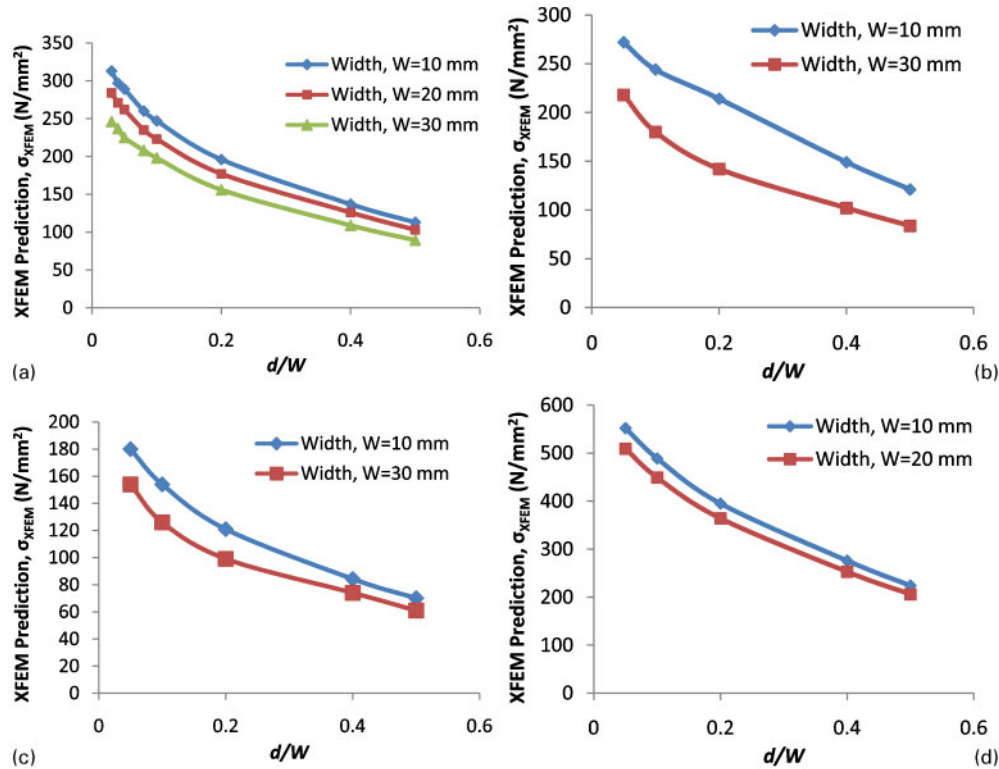 XFEM Prediction, σXFEM (N/mm²)
350
300
250
200
150
100
50
0
0
0.2
0.4
0.6
d/W
Width, W=10 mm
Width, W=20 mm
Width, W=30 mm
(a)
XFEM Prediction, σXFEM (N/mm²)
300
250
200
150
100
50
0
0
0.2
0.4
0.6
d/W
Width, W=10 mm
Width, W=30 mm
(b)
XFEM Prediction, σXFEM (N/mm²)
200
180
160
140
120
100
80
60
40
20
0
0
0.2
0.4
0.6
d/W
Width, W=10 mm
Width, W=30 mm
(c)
XFEM Prediction, σXFEM (N/mm²)
600
500
400
300
200
100
0
0
0.2
0.4
0.6
d/W
Width, W=10 mm
Width, W=20 mm
(d)